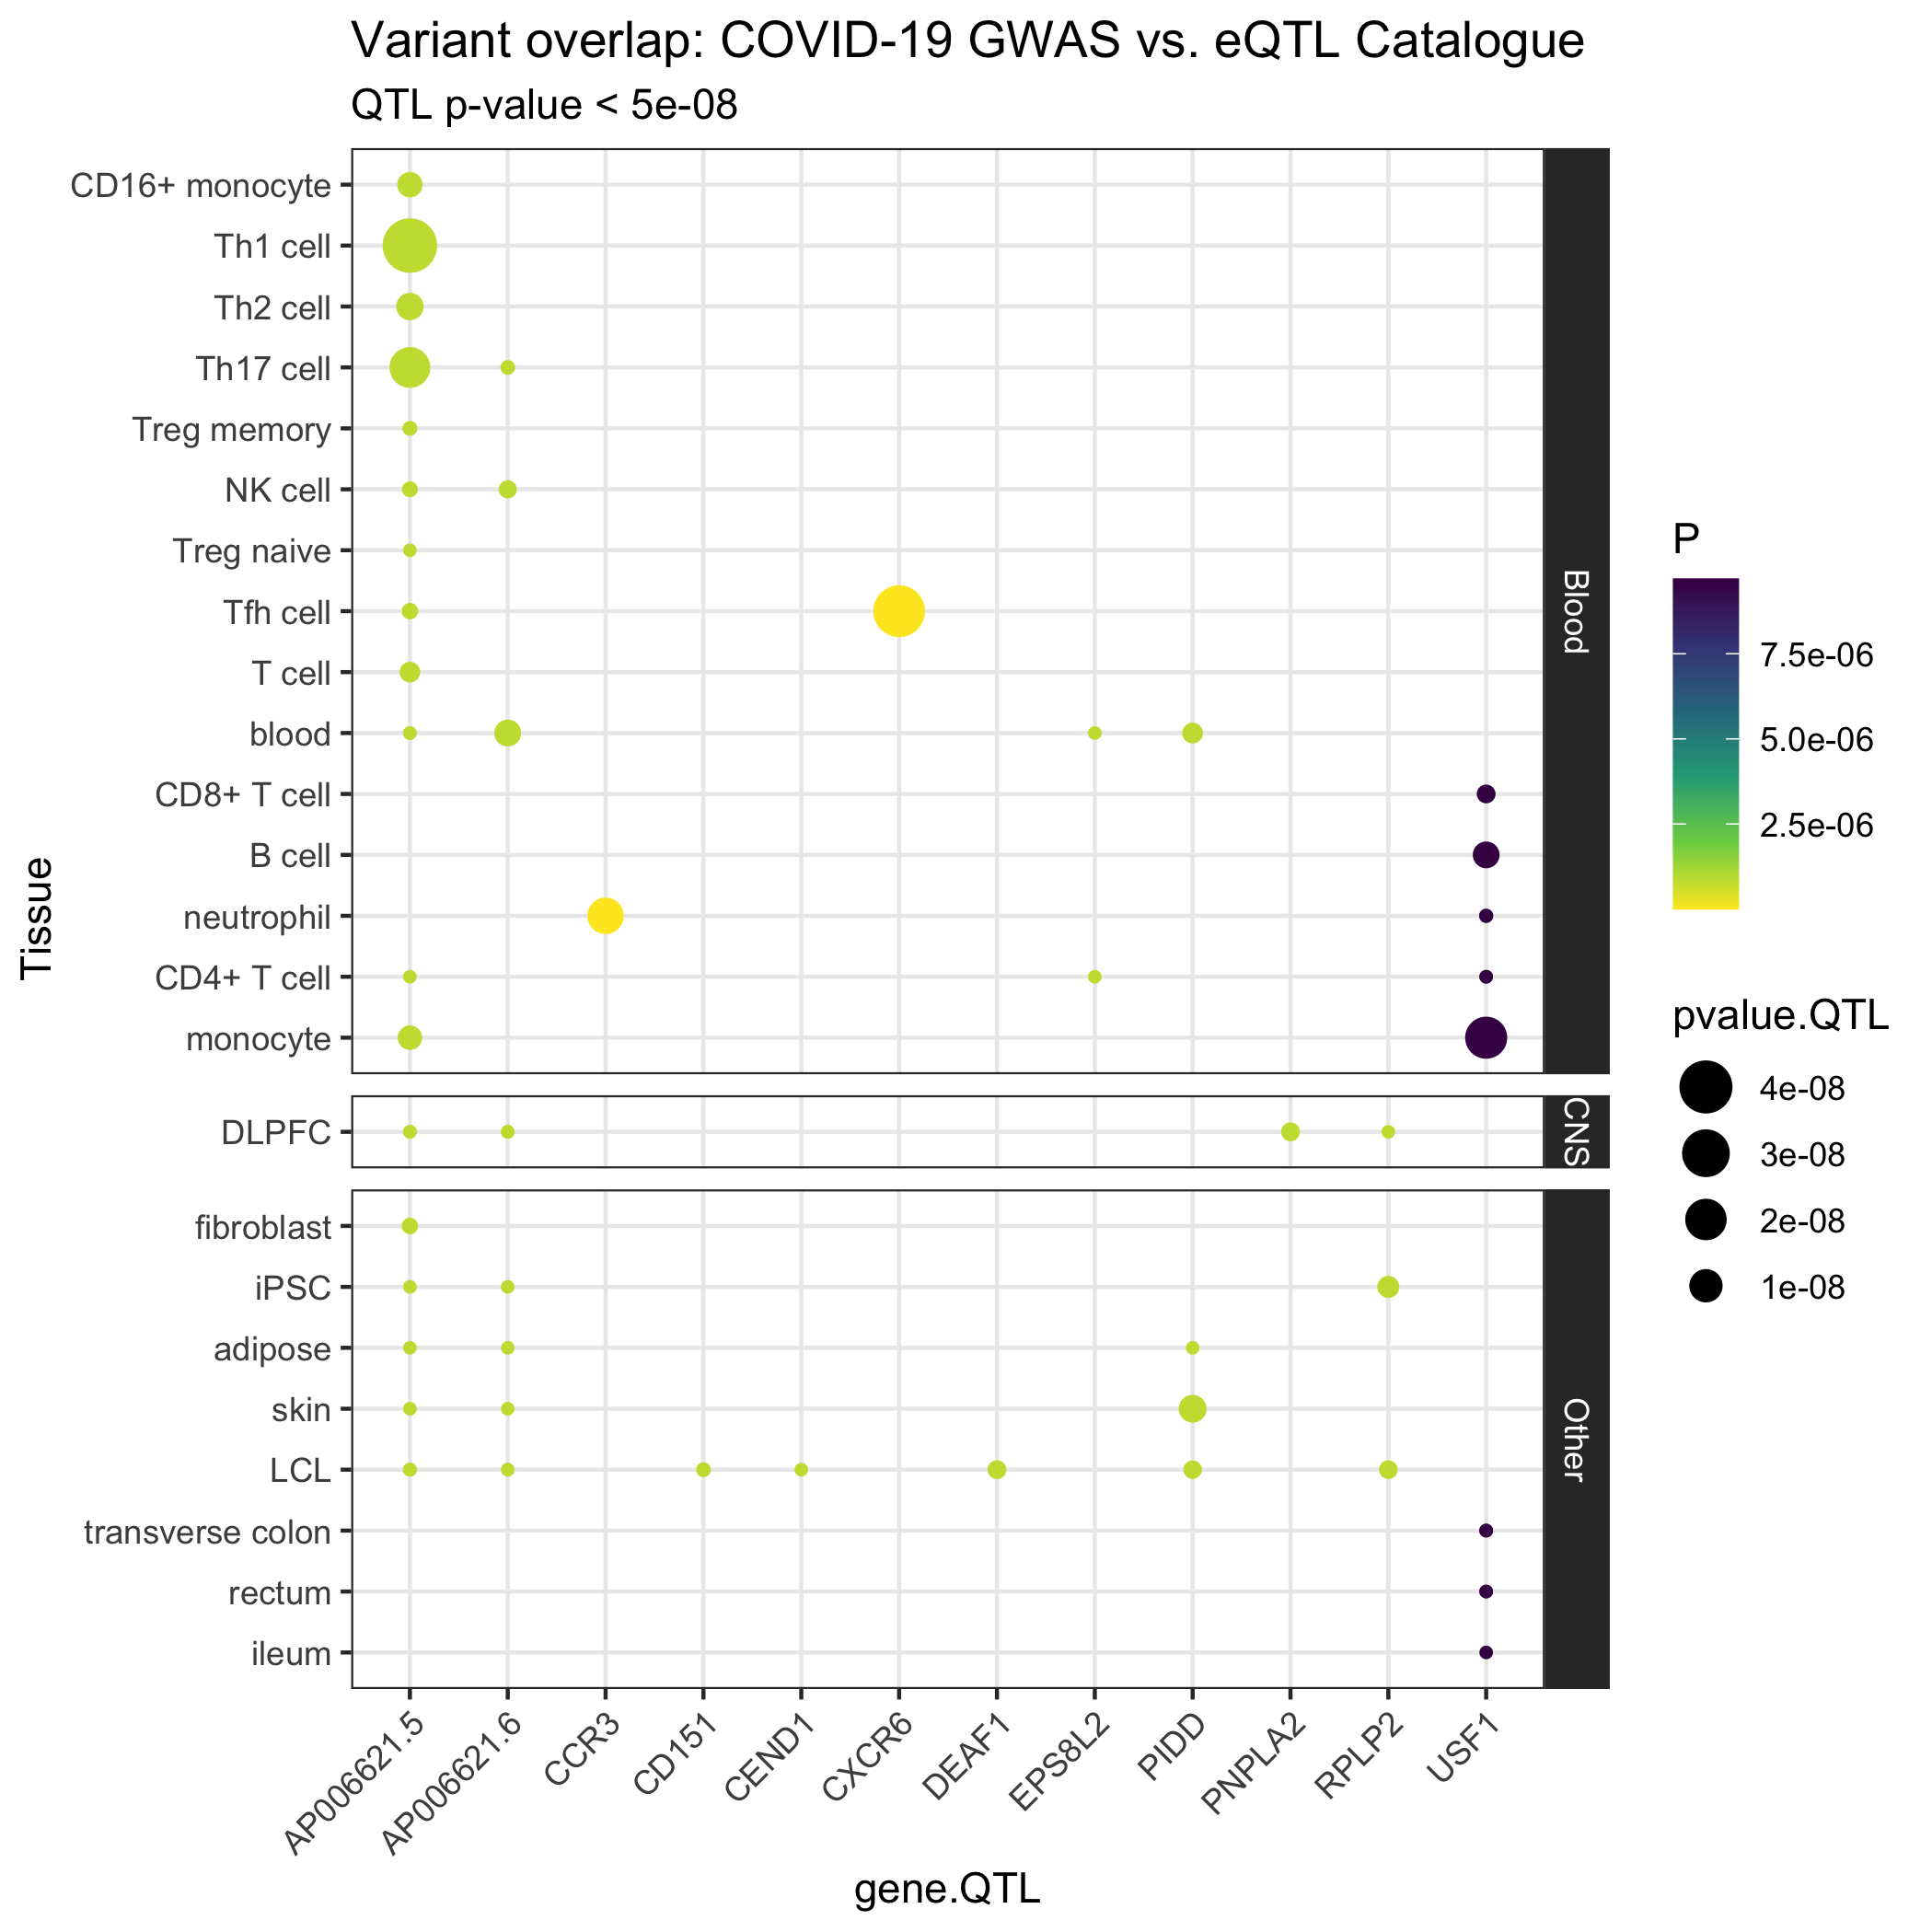 Variant overlap: COVID-19 GWAS vs. eQTL Catalogue
QTL p-value < 5e-08
Tissue
CD16+ monocyte
Th1 cell
Th2 cell
Th17 cell
Treg memory
NK cell
Treg naive
Tfh cell
T cell
blood
CD8+ T cell
B cell
neutrophil
CD4+ T cell
monocyte
Blood
DLPFC
CNS
fibroblast
iPSC
adipose
skin
LCL
transverse colon
rectum
ileum
Other
AP006621.5
AP006621.6
CCR3
CD151
CEND1
CXCR6
DEAF1
EPS8L2
PIDD
PNPLA2
RPLP2
USF1
gene.QTL
P
7.5e-06
5.0e-06
2.5e-06
pvalue.QTL
4e-08
3e-08
2e-08
1e-08